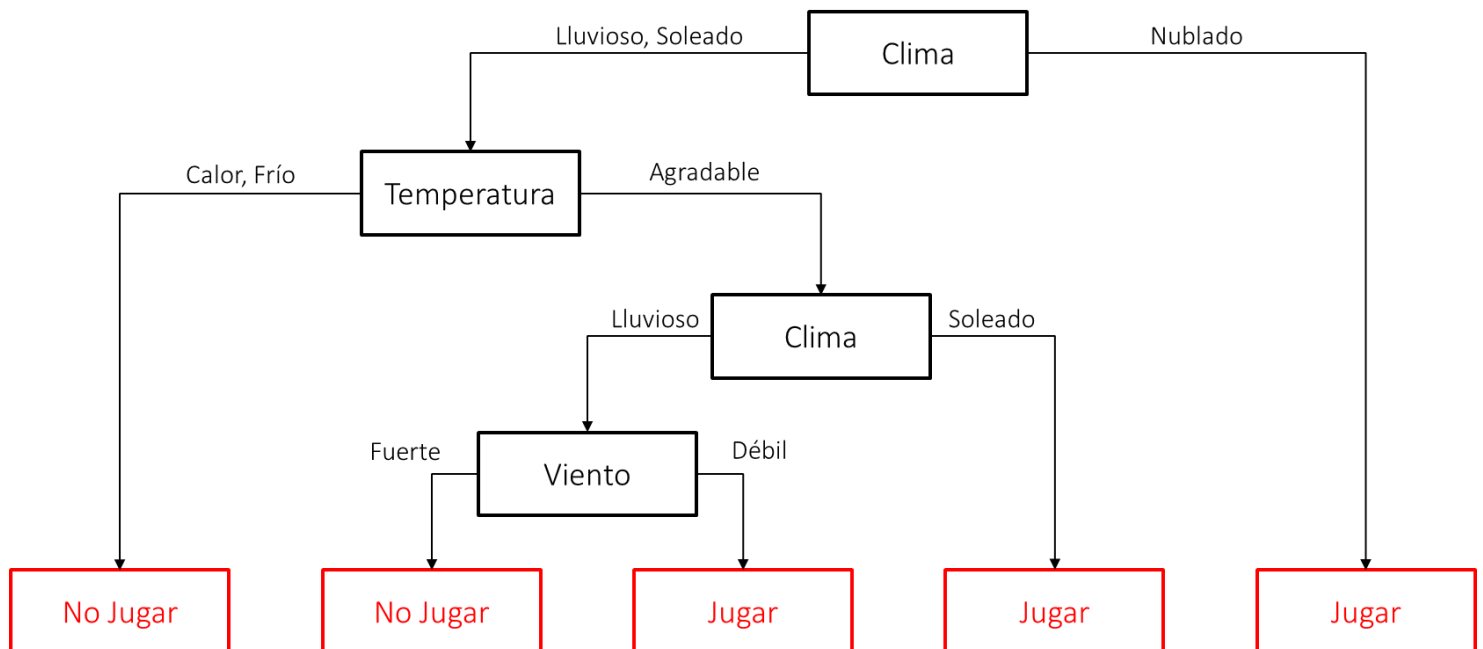 Lluvioso, Soleado
Clima
Nublado
Calor, Frío
Temperatura
Agradable
Lluvioso
Clima
Soleado
Fuerte
Viento
Débil
No Jugar
No Jugar
Jugar
Jugar
Jugar